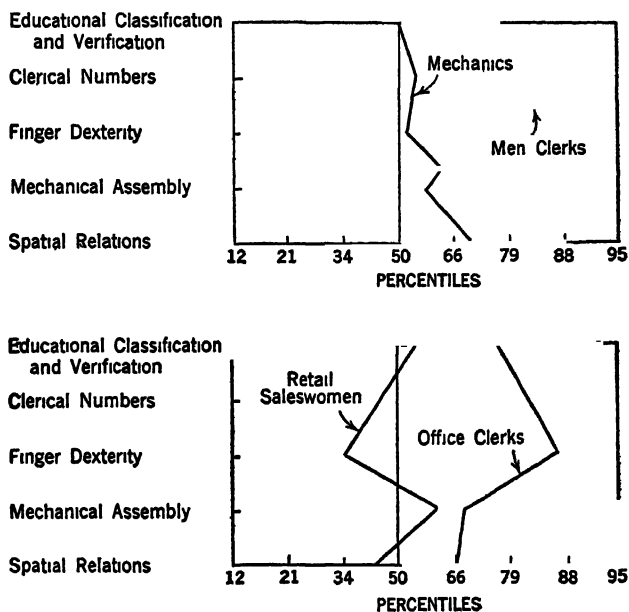 Educational Classification
and Verification
Mechanics
Clerical Numbers
Finger Dexterity
Men Clerks
Mechanical Assembly
Spatial Relations
12 21 34 50 66 79 88 95
PERCENTILES
Educational Classification
and Verification
Retail
Saleswomen
Clerical Numbers
Office Clerks
Finger Dexterity
Mechanical Assembly
Spatial Relations
12 21 34 50 66 79 88 95
PERCENTILES